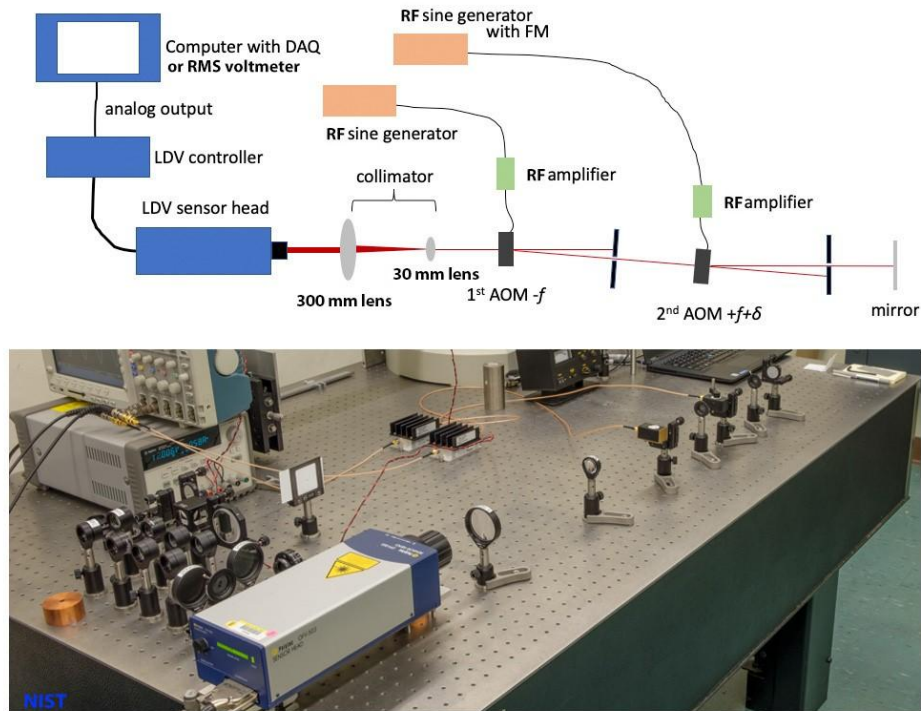 RF sine generator
with FM
Computer with DAQ
or RMS voltmeter
analog output
RF sine generator
LDV controller
collimator
RF amplifier
RF amplifier
LDV sensor head
300 mm lens
30 mm lens
1st AOM -f
2nd AOM +f+δ
mirror
SENSOR HEAD
NIST